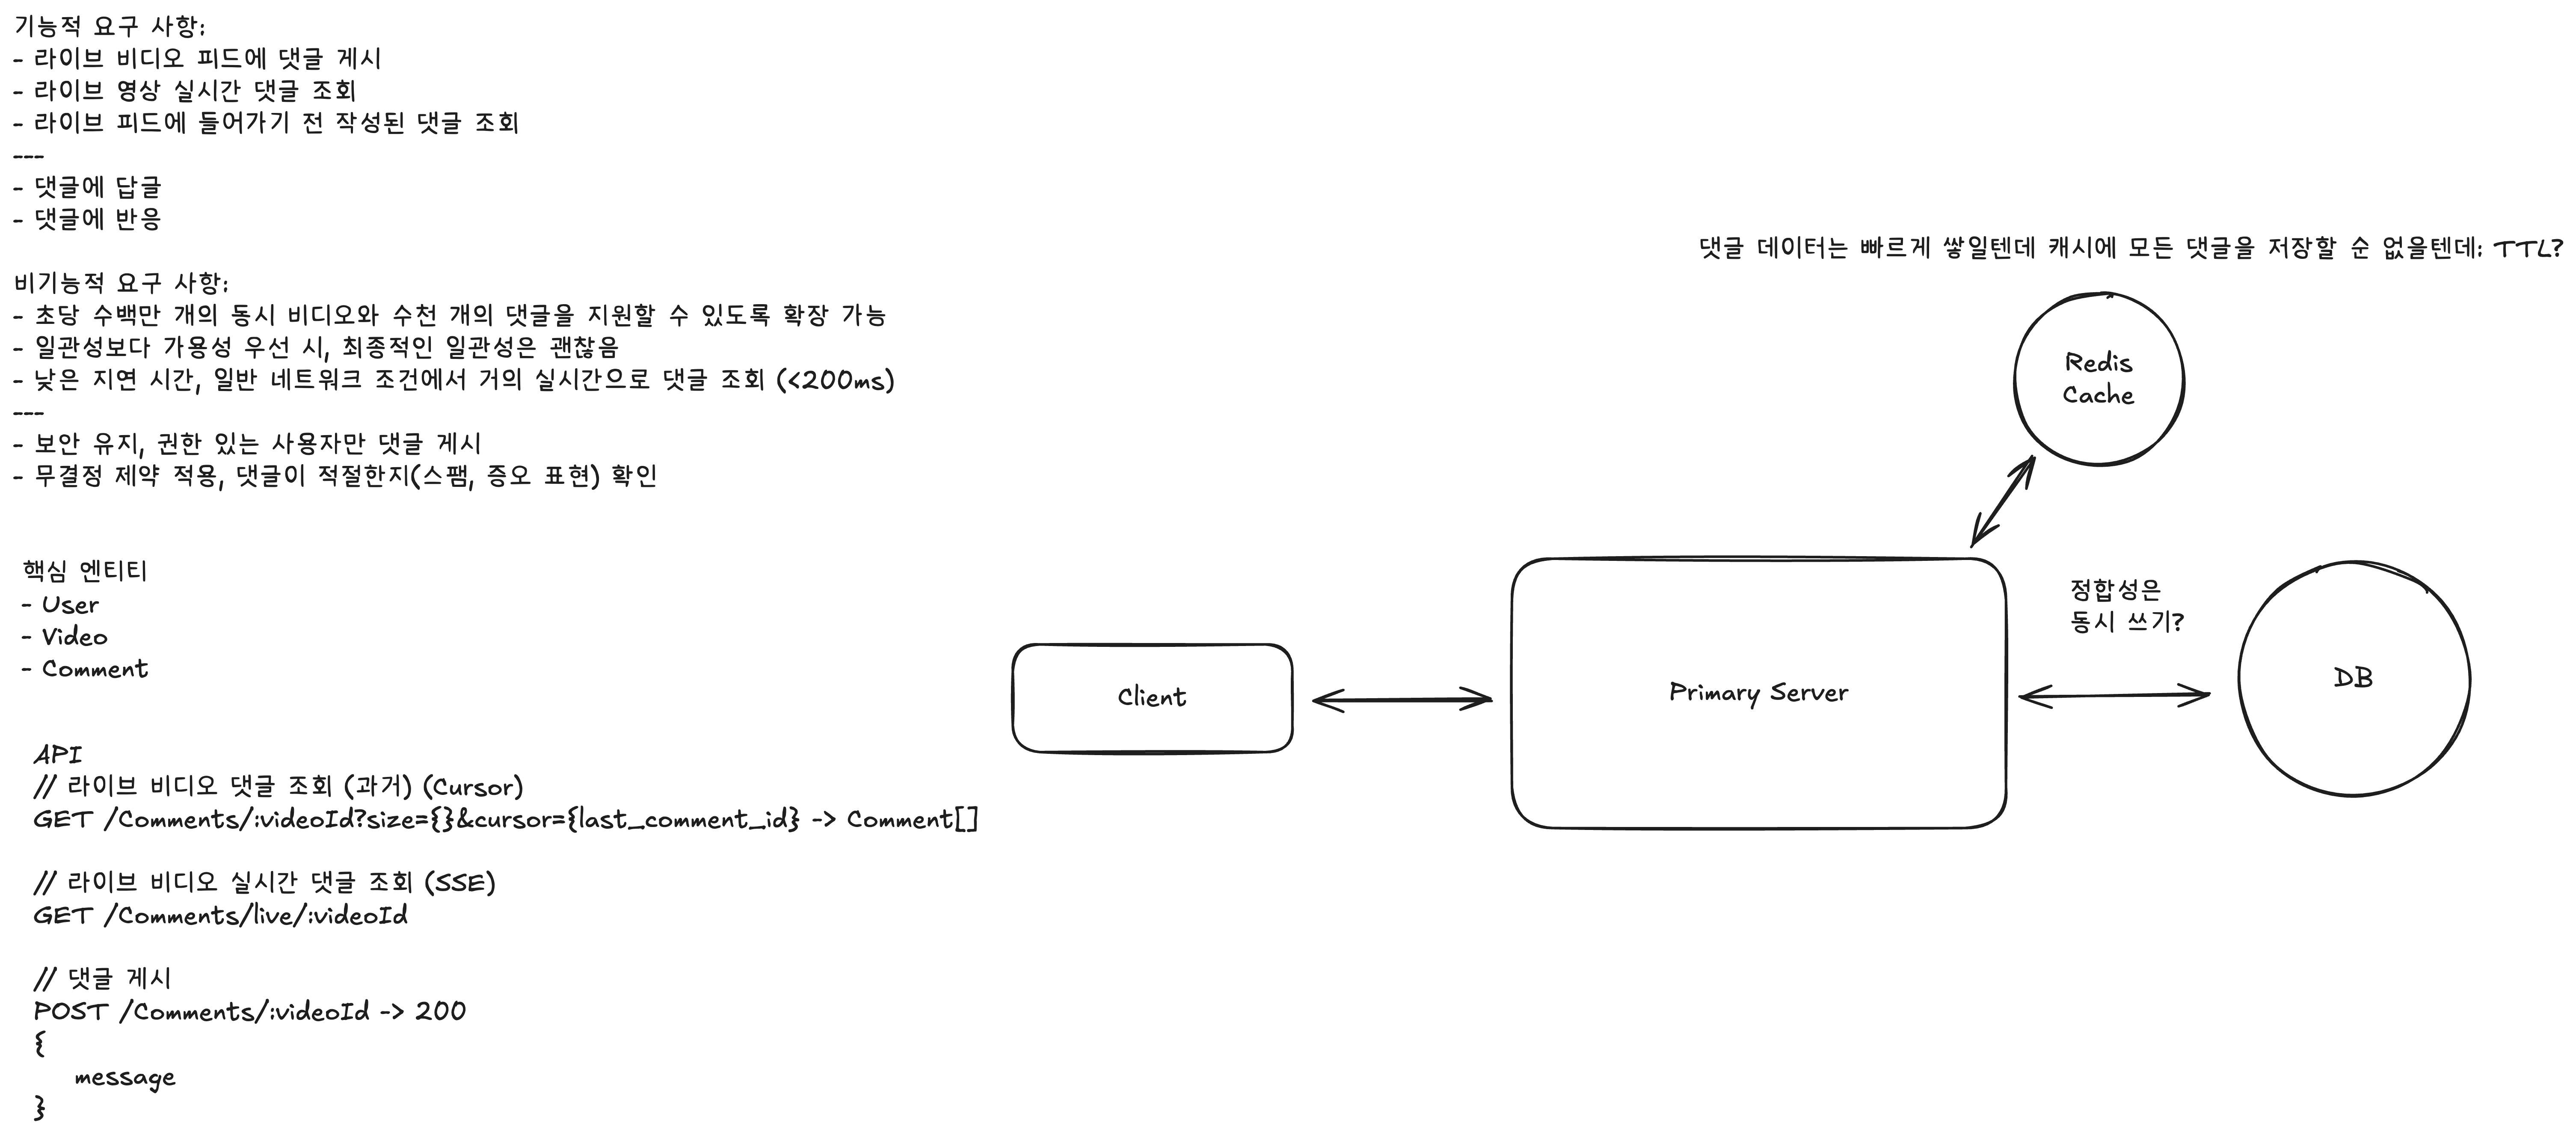 기능적 요구 사항:
- 라이브 비디오 피드에 댓글 게시
- 라이브 영상 실시간 댓글 조회
- 라이브 피드에 들어가기 전 작성된 댓글 조회
---
- 댓글에 답글
- 댓글에 반응
비기능적 요구 사항:
- 초당 수백만 개의 동시 비디오와 수천 개의 댓글을 지원할 수 있도록 확장 가능
- 일관성보다 가용성 우선 시, 최종적인 일관성은 괜찮음
- 낮은 지연 시간, 일반 네트워크 조건에서 거의 실시간으로 댓글 조회 (<200ms)
---
- 보안 유지, 권한 있는 사용자만 댓글 게시
- 무결정 제약 적용, 댓글이 적절한지(스팸, 증오 표현) 확인
핵심 엔티티
- User
- Video
- Comment
API
// 라이브 비디오 댓글 조회 (과거) (Cursor)
GET /Comments/:videoId?size={}&cursor={last_comment_id} -> Comment[]
// 라이브 비디오 실시간 댓글 조회 (SSE)
GET /Comments/live/:videoId
// 댓글 게시
POST /Comments/:videoId -> 200
{
message
}
댓글 데이터는 빠르게 쌓일텐데 캐시에 모든 댓글을 저장할 순 없을텐데: TTL?
Redis
Cache
정합성은
동시 쓰기?
Client
Primary Server
DB